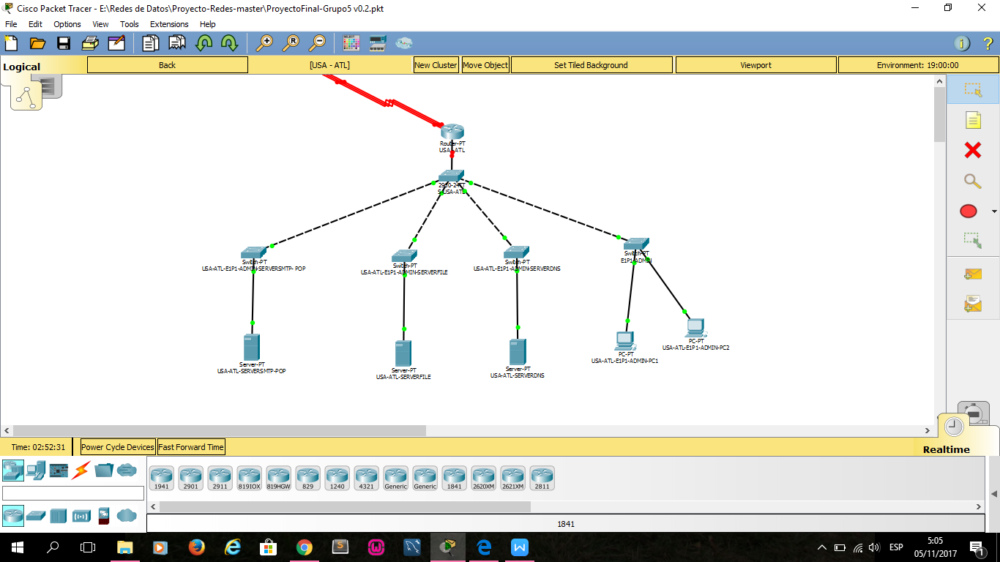 Cisco Packet Tracer - E:\Redes de Datos\Proyecto-Redes-master\ProyectoFinal-Grupo5 v0.2.pkt
File Edit Options View Tools Extensions Help
Logical Back [USA - ATL] New Cluster Move Object Set Tiled Background Viewport Environment: 19:00:00
Router-PT
USA-ATL
2950-24TT
S-USA-ATL
Switch-PT
USA-ATL-E1P1-ADMIN-SERVERSMTP- POP
Switch-PT
USA-ATL-E1P1-ADMIN-SERVERFILE
Switch-PT
USA-ATL-E1P1-ADMIN-SERVERDNS
Switch-PT
E1P1-ADMIN
Server-PT
USA-ATL-SERVERSMTP-POP
Server-PT
USA-ATL-SERVERFILE
Server-PT
USA-ATL-SERVERDNS
PC-PT
USA-ATL-E1P1-ADMIN-PC1
PC-PT
USA-ATL-E1P1-ADMIN-PC2
Time: 02:52:31 Power Cycle Devices Fast Forward Time
Realtime
1941 2901 2911 819IOX 819HGW 829 1240 4321 Generic Generic 1841 2620XM 2621XM 2811
1841
ESP
5:05
05/11/2017